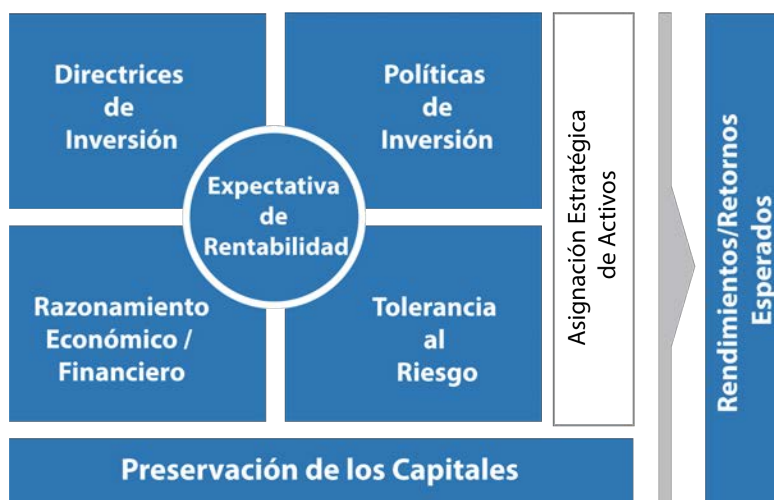 Directrices
de
Inversión
Políticas
de
Inversión
Expectativa
de
Rentabilidad
Razonamiento
Económico /
Financiero
Tolerancia
al
Riesgo
Asignación Estratégica
de Activos
Rendimientos/Retornos
Esperados
Preservación de los Capitales